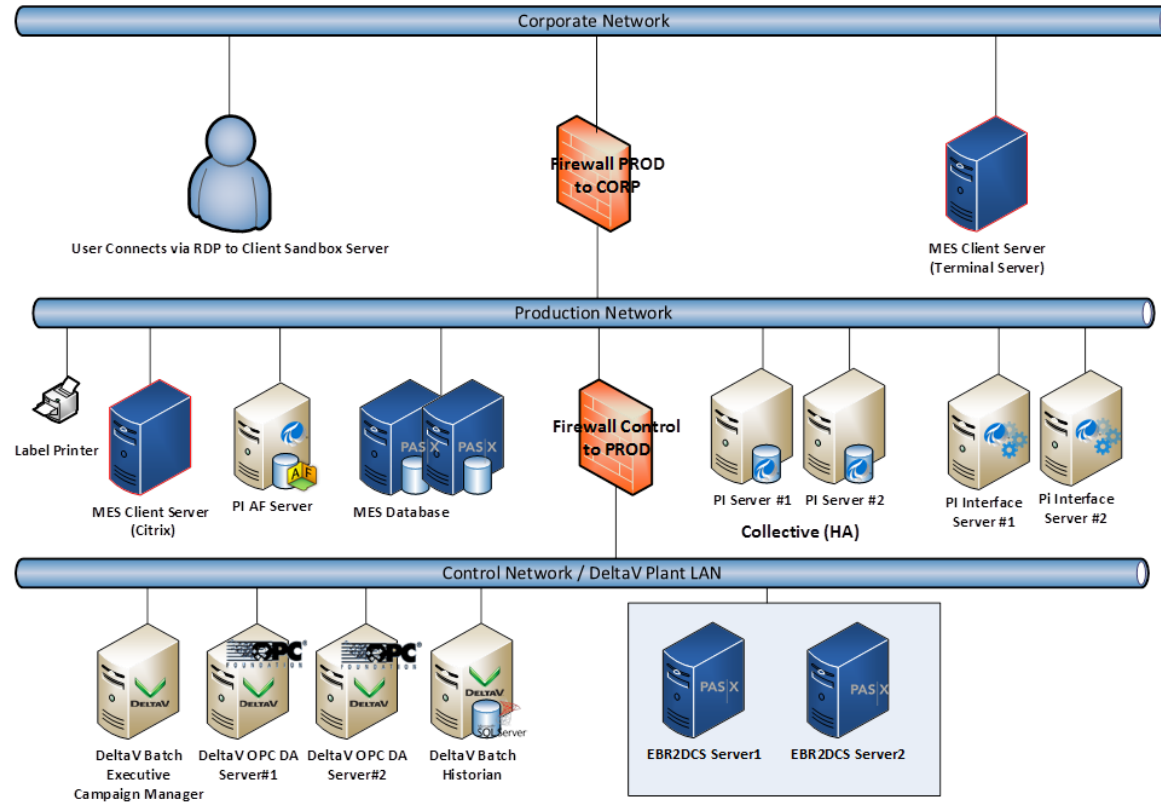 Corporate Network
Firewall PROD
to CORP
User Connects via RDP to Client Sandbox Server
MES Client Server
(Terminal Server)
Production Network
Label Printer
MES Client Server
(Citrix)
A F
PI AF Server
PAS|X
PAS|X
MES Database
Firewall Control
to PROD
PI Server #1
PI Server #2
Collective (HA)
PI Interface
Server #1
Pi Interface
Server #2
Control Network / DeltaV Plant LAN
DELTAV
DeltaV Batch
Executive
Campaign Manager
OPC
FOUNDATION
DELTAV
DeltaV OPC DA
Server#1
OPC
FOUNDATION
DELTAV
DeltaV OPC DA
Server#2
DELTAV
SQL Server
DeltaV Batch
Historian
PAS|X
EBR2DCS Server1
PAS|X
EBR2DCS Server2